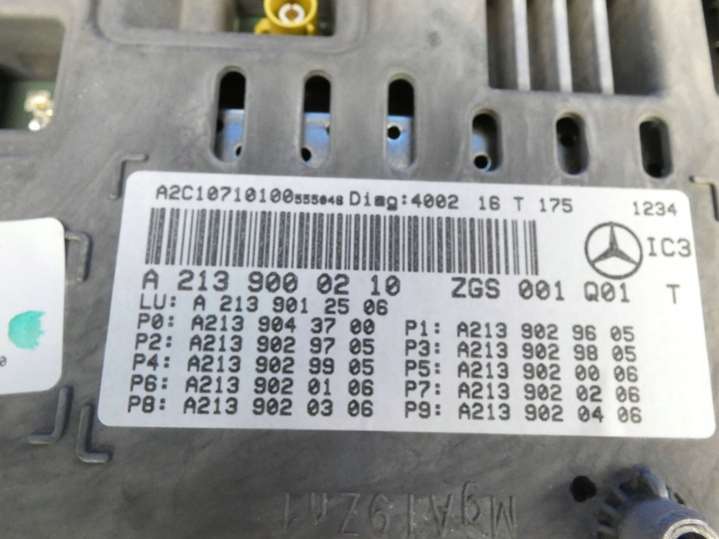 A2C10710100555048 Diag:4002 16 T 175 1234
IC3
A 213 900 02 10 ZGS 001 Q01 T
LU: A 213 901 25 06
P0: A213 904 37 00 P1: A213 902 96 05
P2: A213 902 97 05 P3: A213 902 98 05
P4: A213 902 99 05 P5: A213 902 00 06
P6: A213 902 01 06 P7: A213 902 02 06
P8: A213 902 03 06 P9: A213 902 04 06